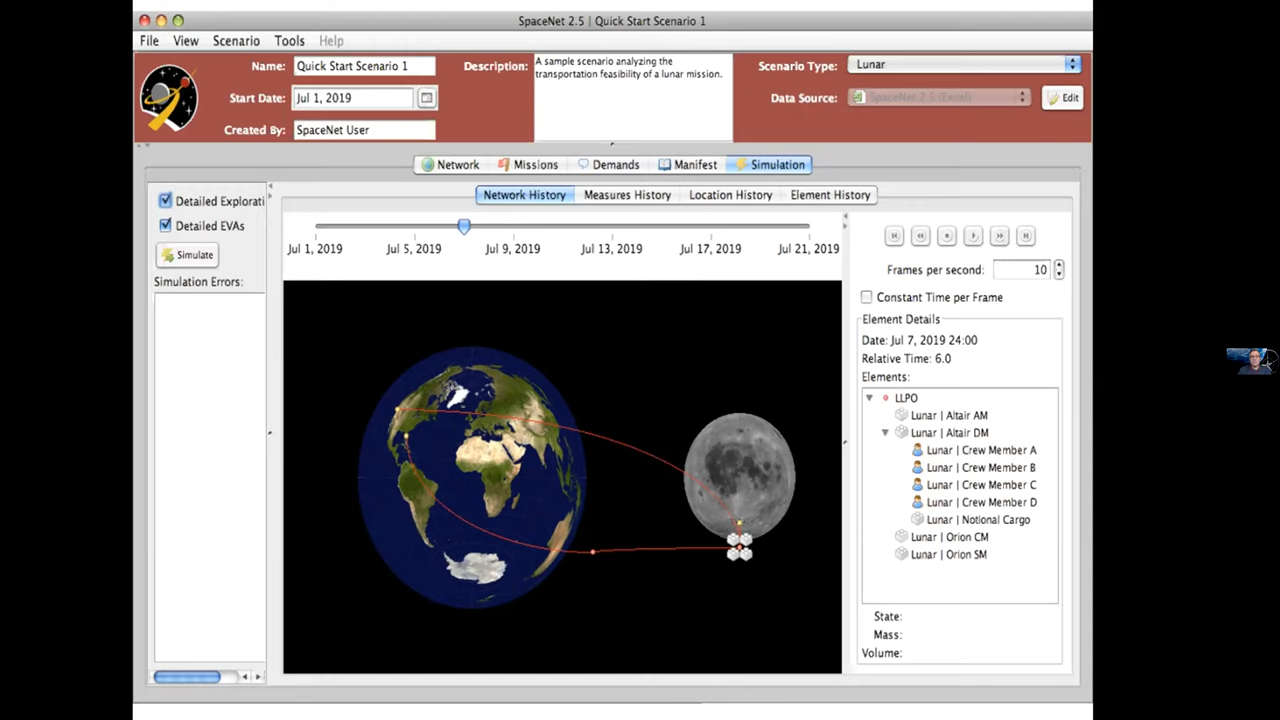 SpaceNet 2.5 | Quick Start Scenario 1
File View Scenario Tools Help
Name: Quick Start Scenario 1
Start Date: Jul 1, 2019
Created By: SpaceNet User
Description: A sample scenario analyzing the
transportation feasibility of a lunar mission.
Scenario Type: Lunar
Data Source: SpaceNet 2.5 (Excel) Edit
Network Missions Demands Manifest Simulation
Detailed Explorati
Detailed EVAs
Simulate
Simulation Errors:
Network History Measures History Location History Element History
Jul 1, 2019 Jul 5, 2019 Jul 9, 2019 Jul 13, 2019 Jul 17, 2019 Jul 21, 2019
Frames per second: 10
Constant Time per Frame
Element Details
Date: Jul 7, 2019 24:00
Relative Time: 6.0
Elements:
LLPO
Lunar | Altair AM
Lunar | Altair DM
Lunar | Crew Member A
Lunar | Crew Member B
Lunar | Crew Member C
Lunar | Crew Member D
Lunar | Notional Cargo
Lunar | Orion CM
Lunar | Orion SM
State:
Mass:
Volume: